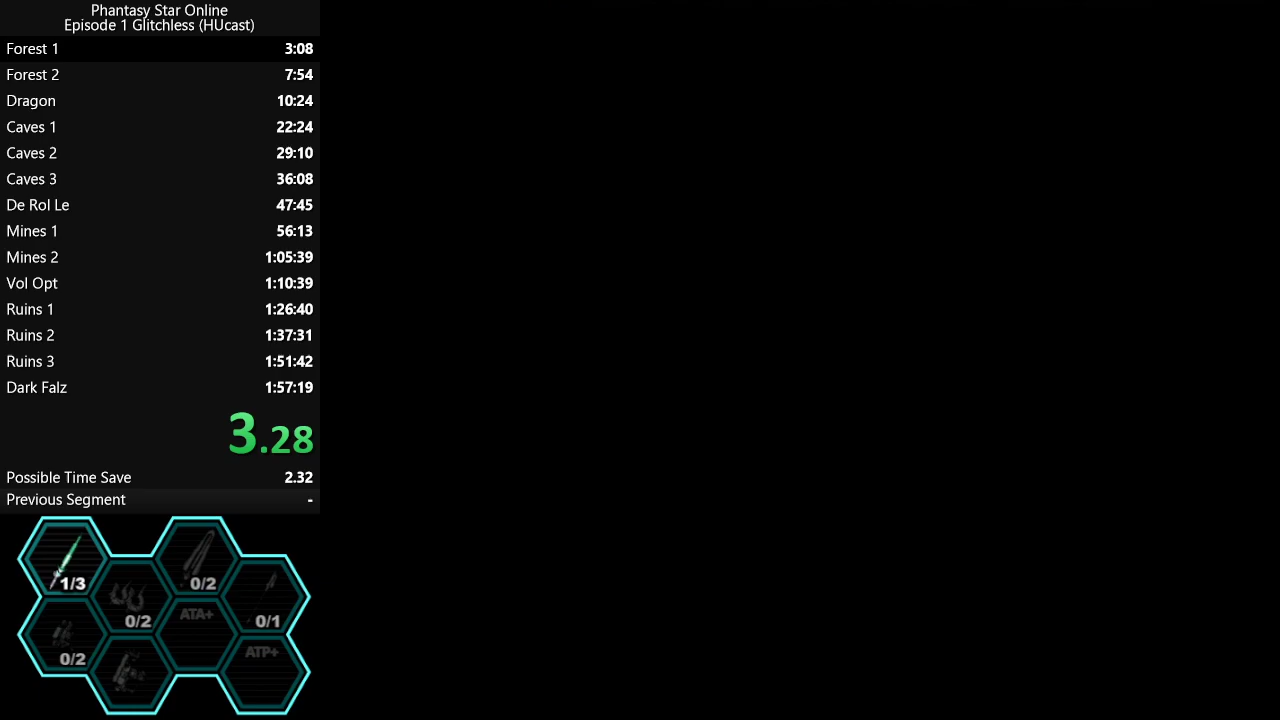 Phantasy Star Online
Episode 1 Glitchless (HUcast)
Forest 1 3:08
Forest 2 7:54
Dragon 10:24
Caves 1 22:24
Caves 2 29:10
Caves 3 36:08
De Rol Le 47:45
Mines 1 56:13
Mines 2 1:05:39
Vol Opt 1:10:39
Ruins 1 1:26:40
Ruins 2 1:37:31
Ruins 3 1:51:42
Dark Falz 1:57:19
3.28
Possible Time Save 2.32
Previous Segment -
1/3
0/2
0/2
ATA+
0/1
0/2
ATP+